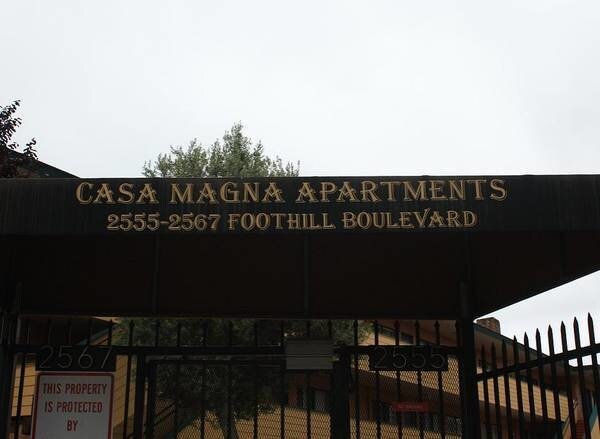 CASA MAGNA APARTMENTS
2555-2567 FOOTHILL BOULEVARD
2567
2555
THIS PROPERTY
IS PROTECTED
BY